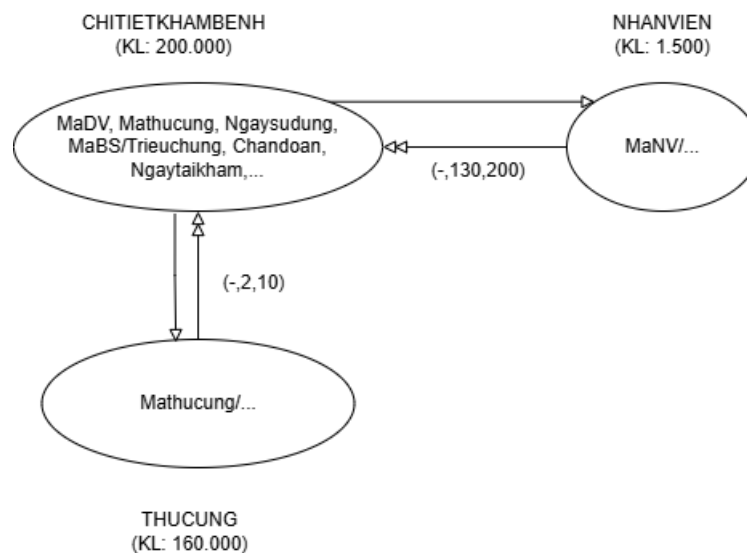 CHITIETKHAMBENH
(KL: 200.000)
NHANVIEN
(KL: 1.500)
MaDV, Mathucung, Ngaysudung,
MaBS/Trieuchung, Chandoan,
Ngaytaikham,...
MaNV/...
(-,130,200)
(-,2,10)
Mathucung/...
THUCUNG
(KL: 160.000)